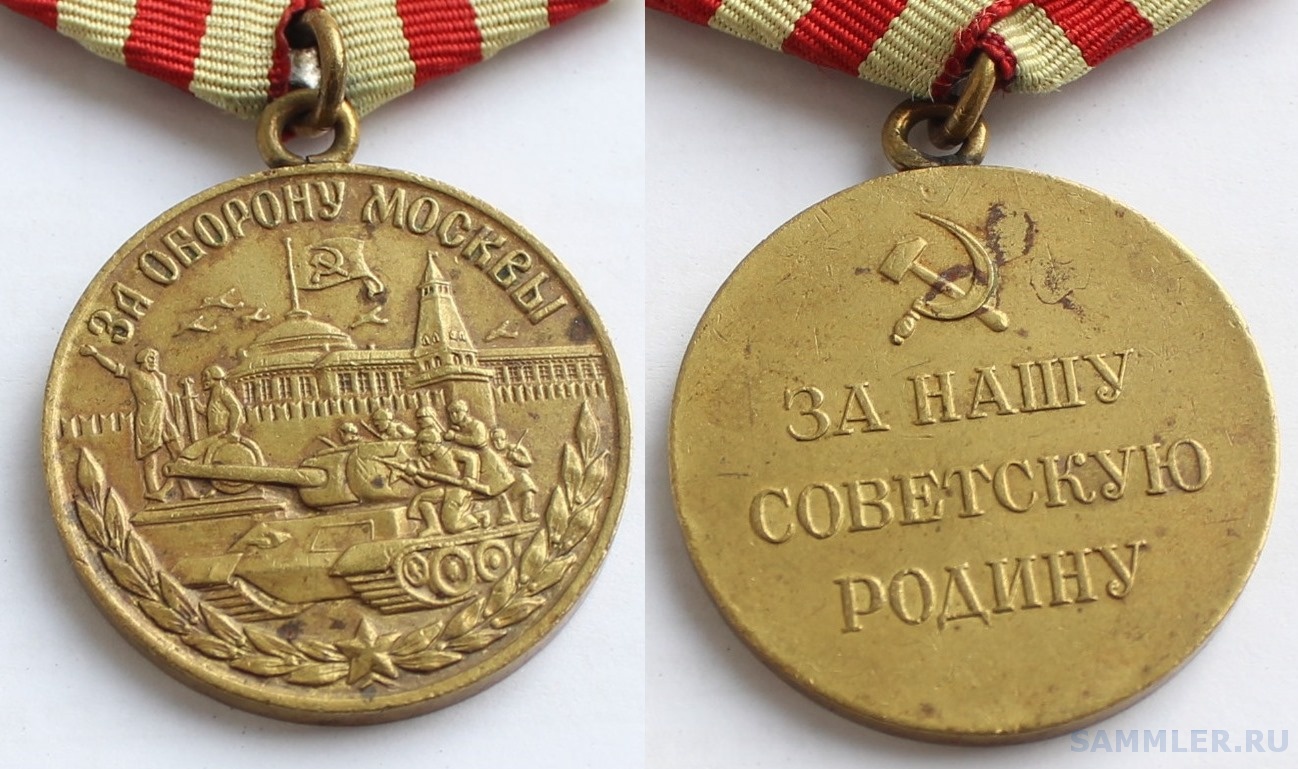 ЗА ОБОРОНУ МОСКВЫ
ЗА НАШУ
СОВЕТСКУЮ
РОДИНУ
SAMMLER.RU